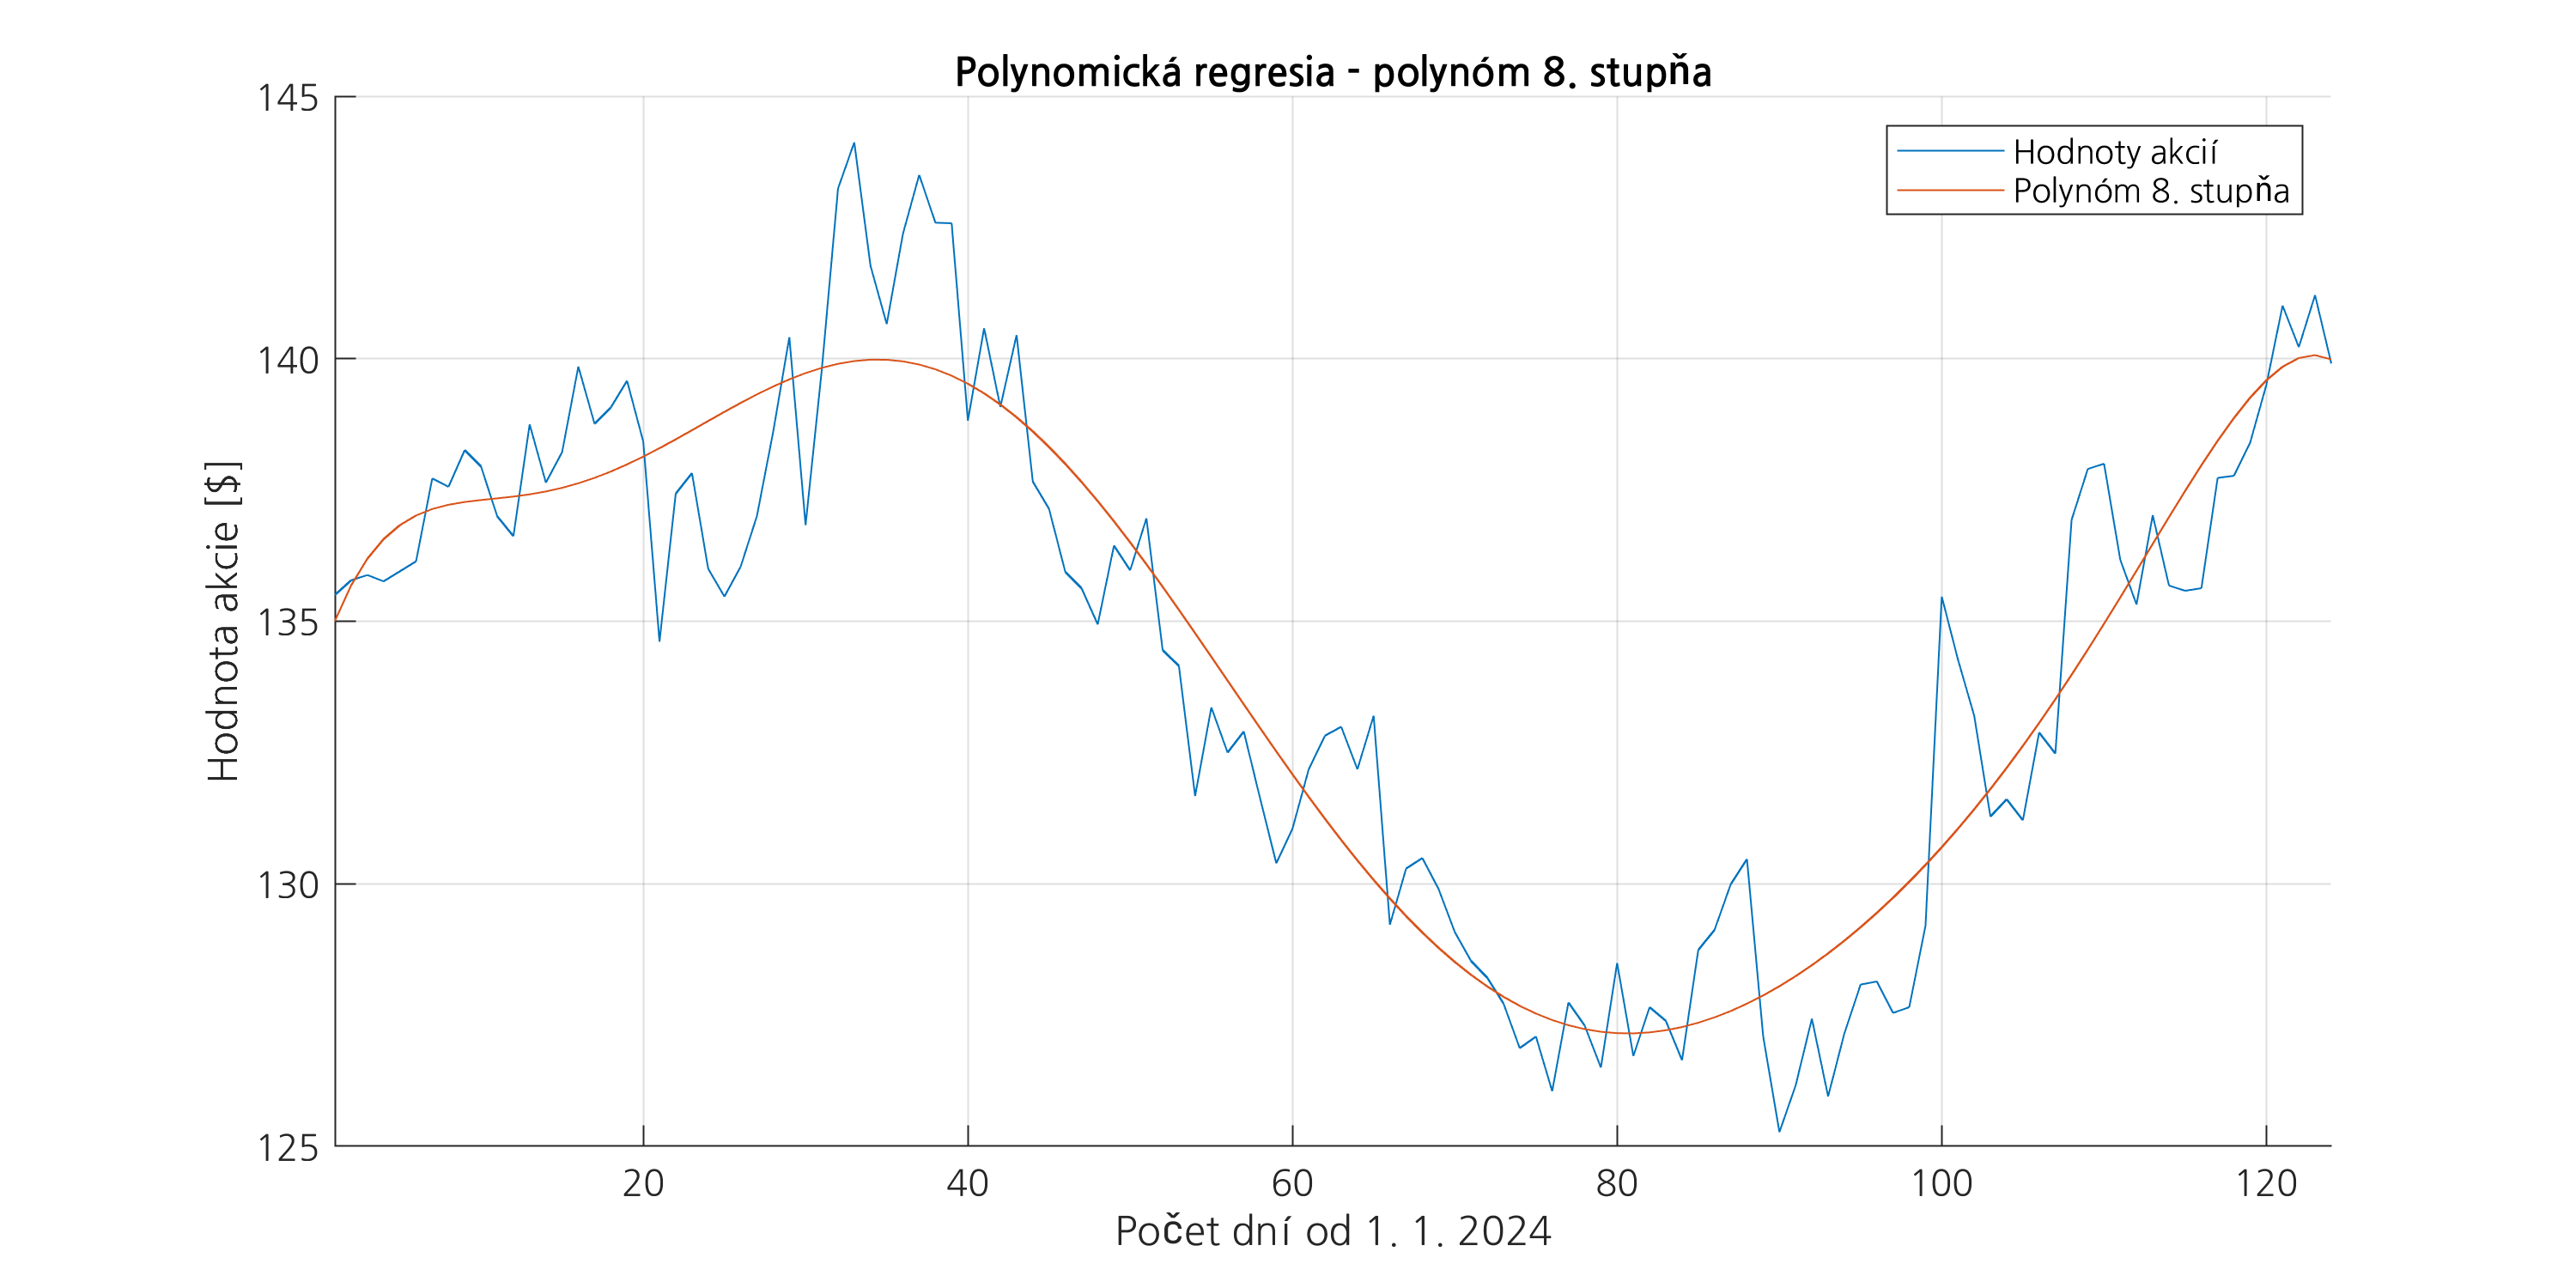 Polynomická regresia - polynóm 8. stupňa
145
140
135
130
125
Hodnota akcie [$]
Hodnoty akcií
Polynóm 8. stupňa
20 40 60 80 100 120
Počet dní od 1. 1. 2024